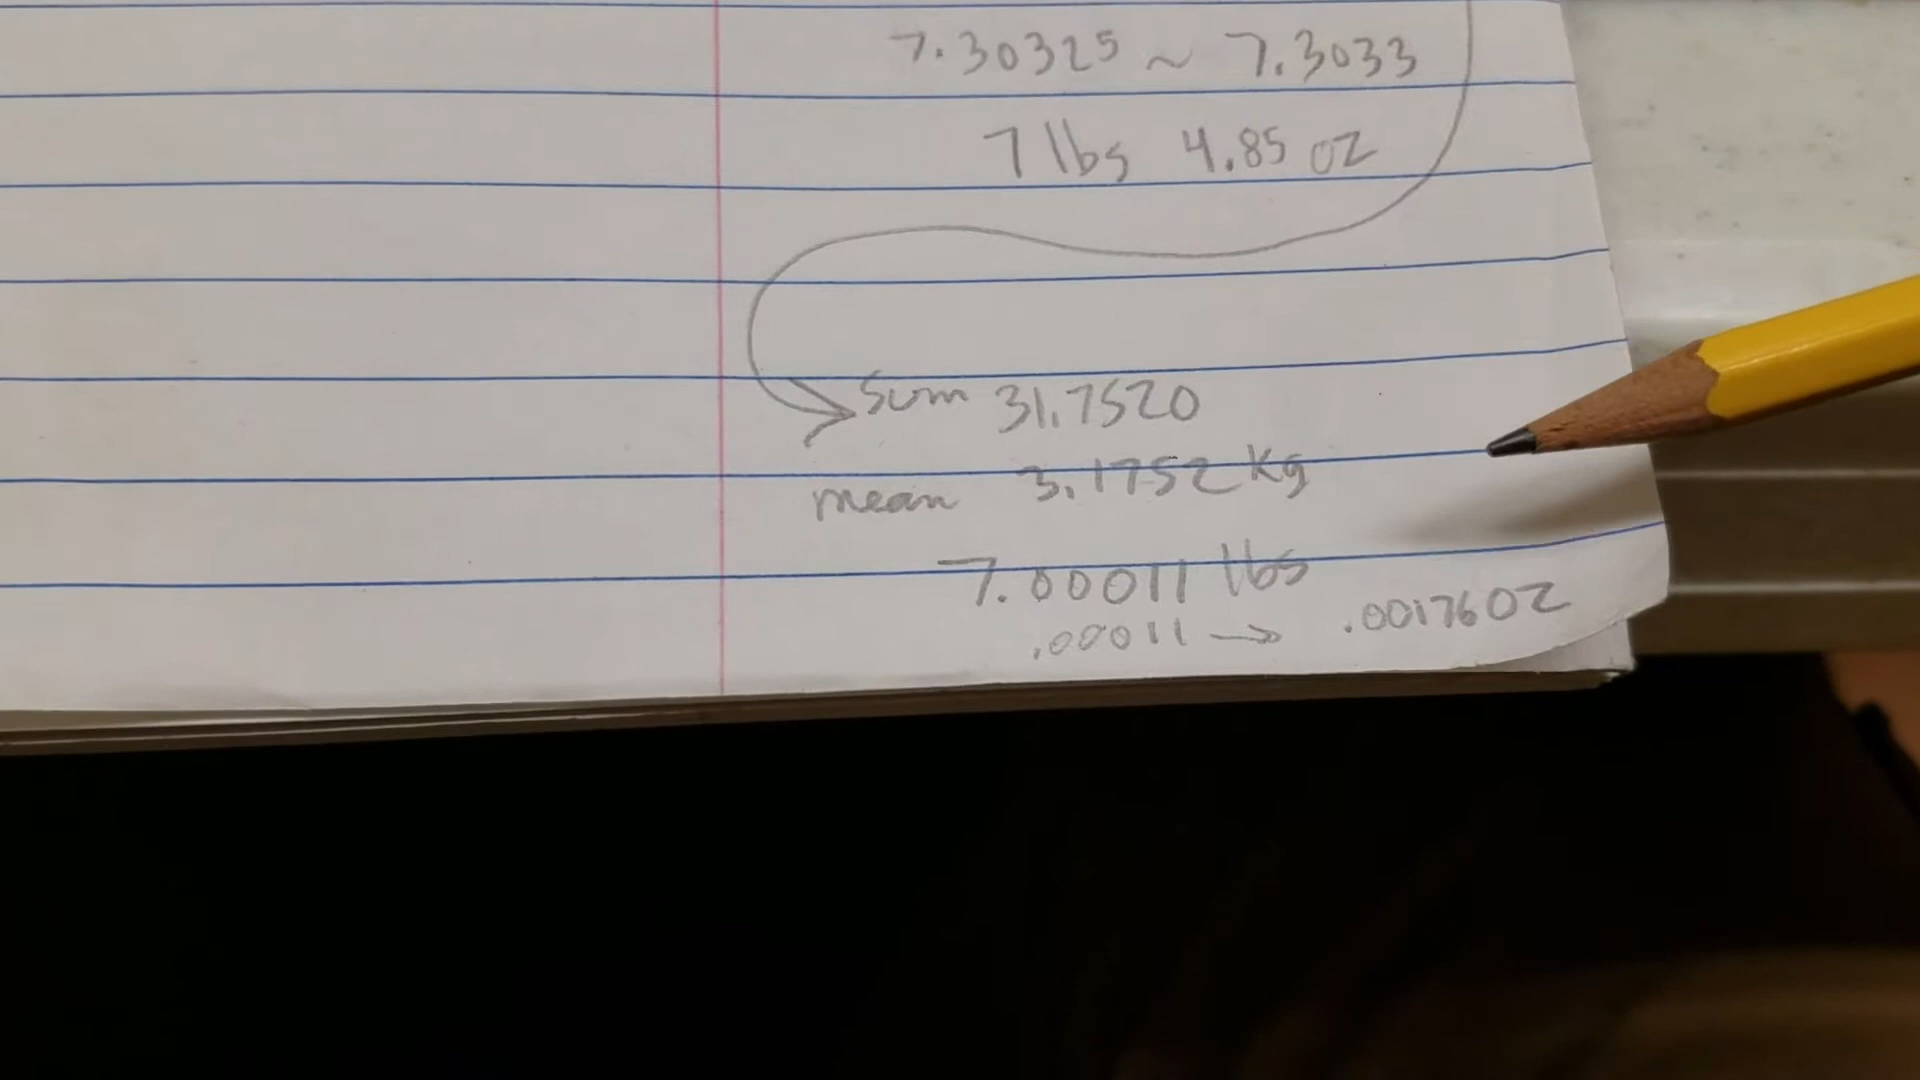 7.30325 ~ 7.3033
7 lbs 4.85 oz
Sum 31.7520
mean 3.1752 Kg
7.00011 lbs
.00011 → .00176 oz